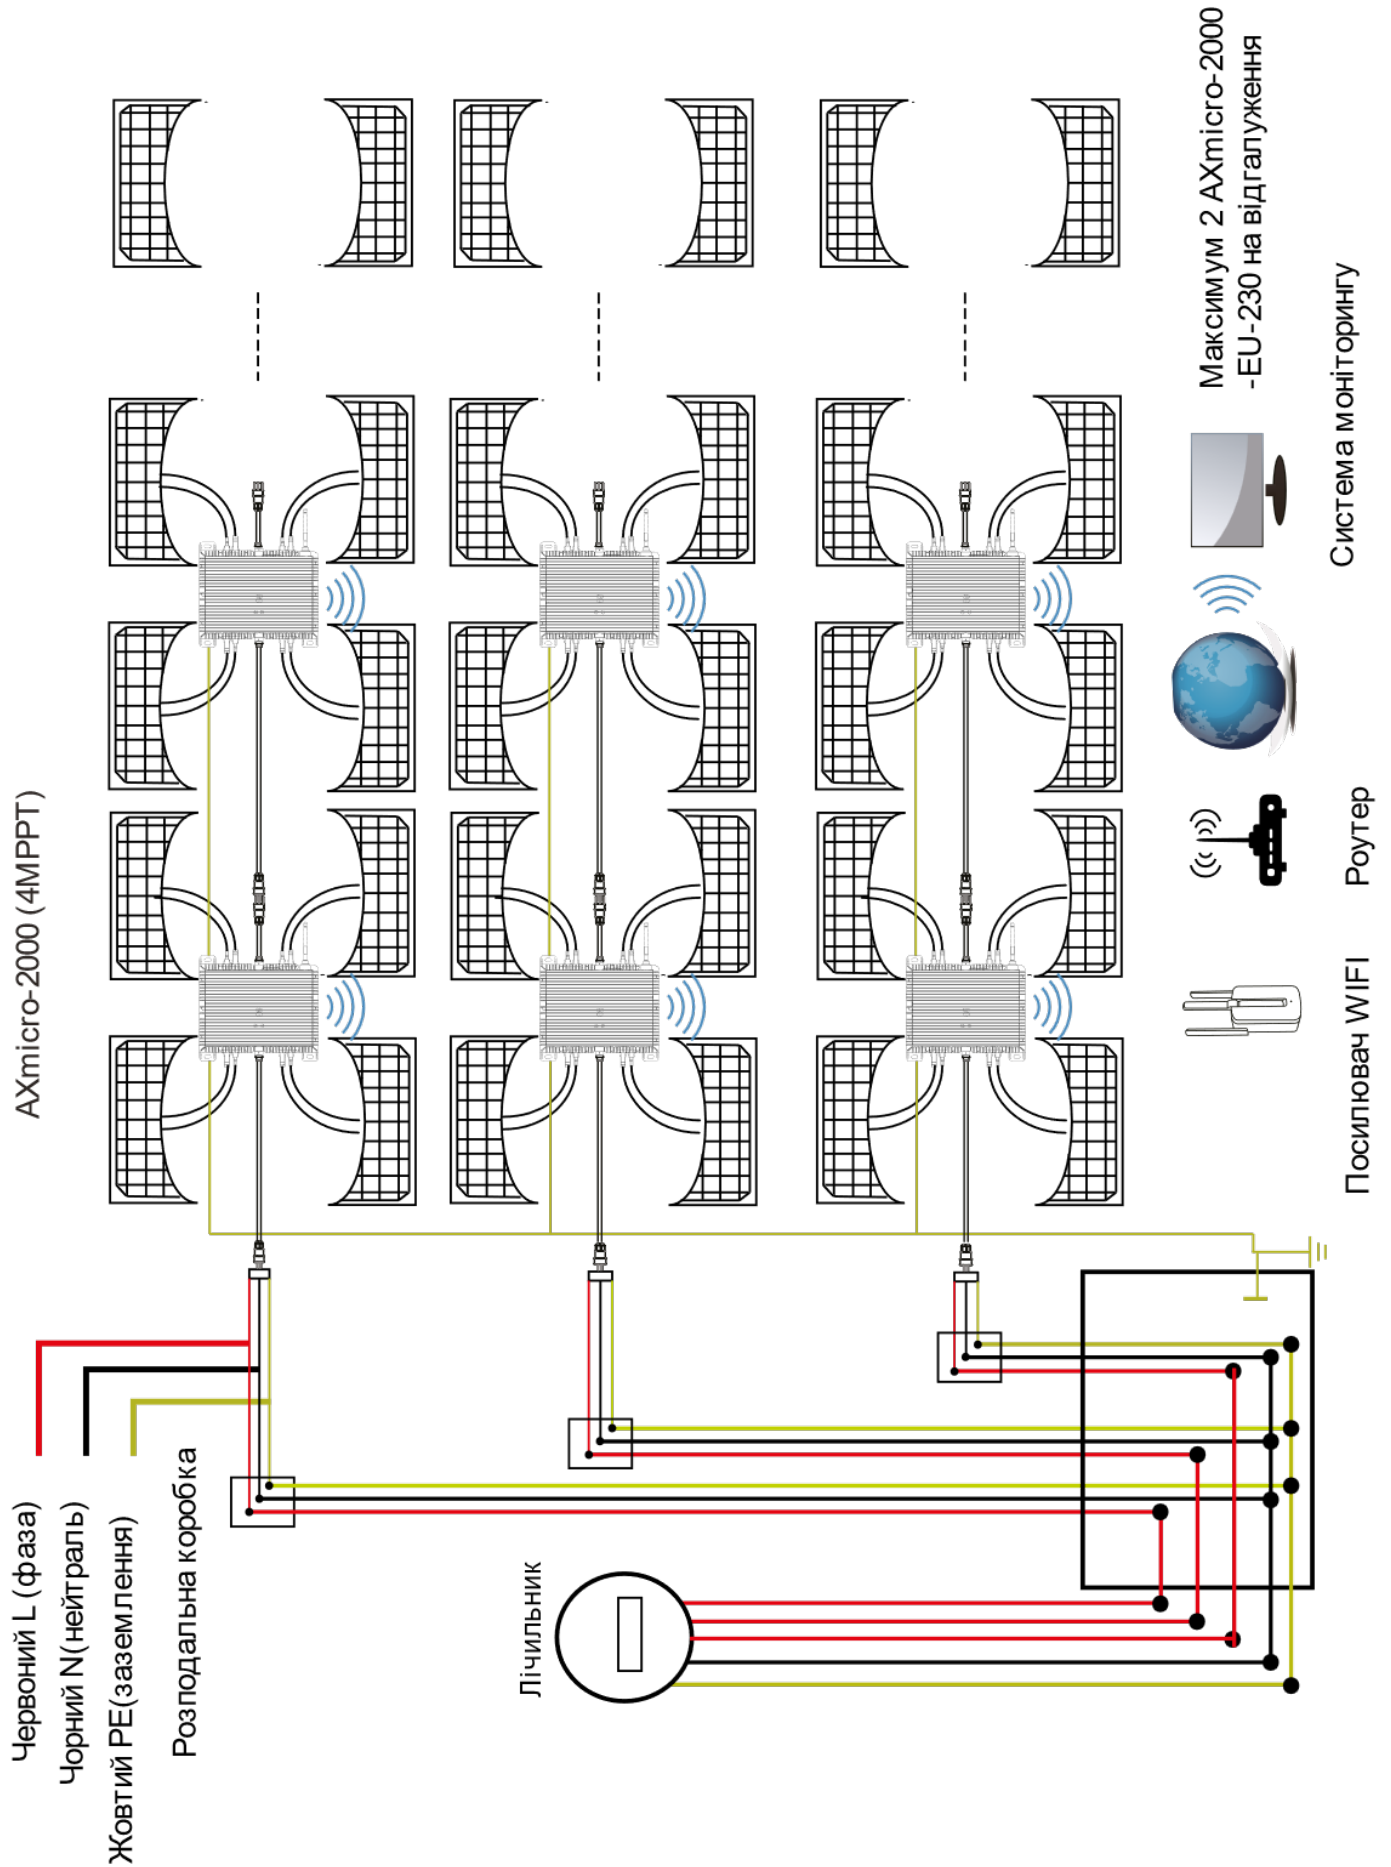 AXmicro-2000 (4MPPT)
Червоний L (фаза)
Чорний N(нейтраль)
Жовтий PE(заземлення)
Розподальна коробка
Лічильник
Максимум 2 AXmicro-2000
-EU-230 на відгалуження
Посилювач WIFI
Роутер
Система моніторингу